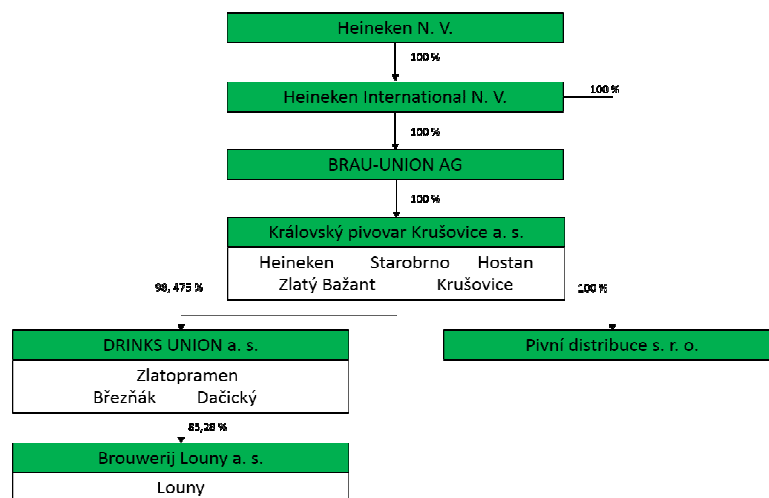 Heineken N. V.
100 %
Heineken International N. V.
100 %
100 %
BRAU-UNION AG
100 %
Královský pivovar Krušovice a. s.
Heineken Starobrno Hostan
Zlatý Bažant Krušovice
98, 475 %
100 %
DRINKS UNION a. s.
Pivní distribuce s. r. o.
Zlatopramen
Březňák Dačický
85,28 %
Brouwerij Louny a. s.
Louny